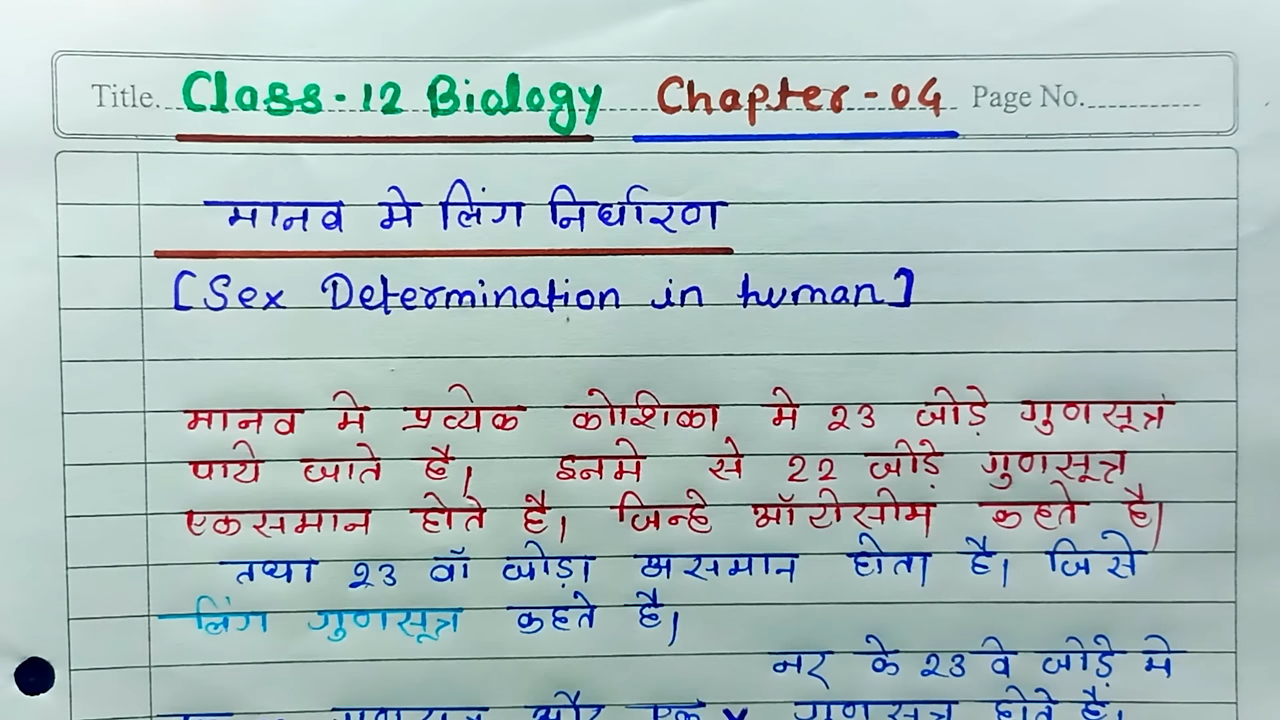 Title. Class-12 Biology Chapter-04 Page No.
मानव मे लिंग निर्धारण
[Sex Determination in human]
मानव मे प्रत्येक कोशिका मे 23 जोड़े गुणसूत्र
पाये जाते है। इनमे से 22 जोड़े गुणसूत्र
एकसमान होते है। जिन्हे ऑटोसोम कहते है।
तथा 23 वॉ जोड़ा असमान होता है। जिसे
लिंग गुणसूत्र कहते है।
नर के 23 वे जोड़े मे
गुणसूत्र और एक y गुणसूत्र होते है।